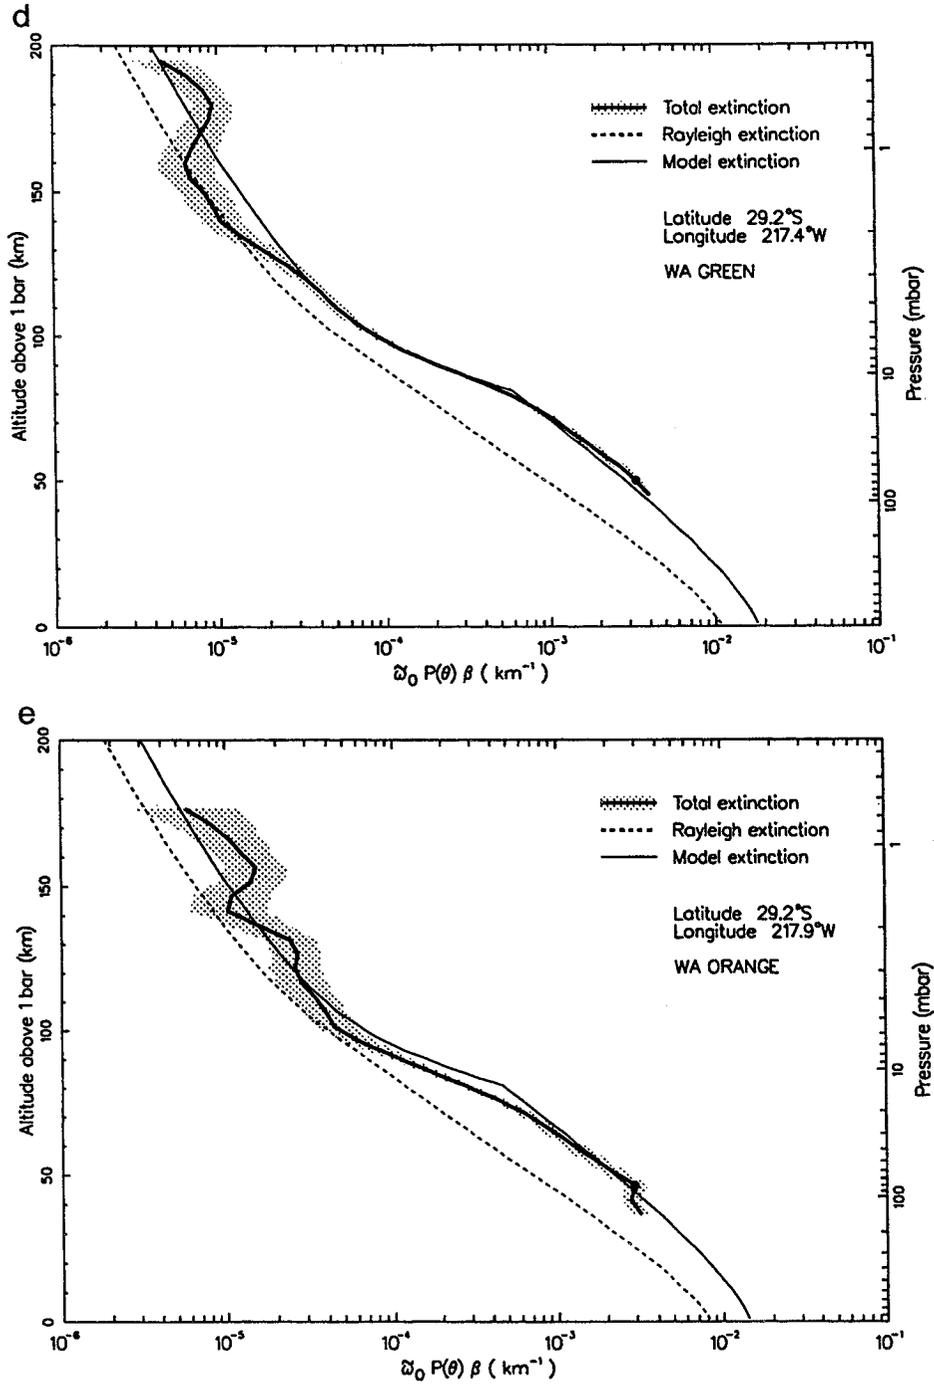 d
200
150
100
50
0
Altitude above 1 bar (km)
Total extinction
Rayleigh extinction
Model extinction
Latitude 29.2°S
Longitude 217.4°W
WA GREEN
1
10
100
Pressure (mbar)
10⁻⁶ 10⁻⁵ 10⁻⁴ 10⁻³ 10⁻² 10⁻¹
ω̃₀ P(θ) β ( km⁻¹ )
e
200
150
100
50
0
Altitude above 1 bar (km)
Total extinction
Rayleigh extinction
Model extinction
Latitude 29.2°S
Longitude 217.9°W
WA ORANGE
1
10
100
Pressure (mbar)
10⁻⁶ 10⁻⁵ 10⁻⁴ 10⁻³ 10⁻² 10⁻¹
ω̃₀ P(θ) β ( km⁻¹ )